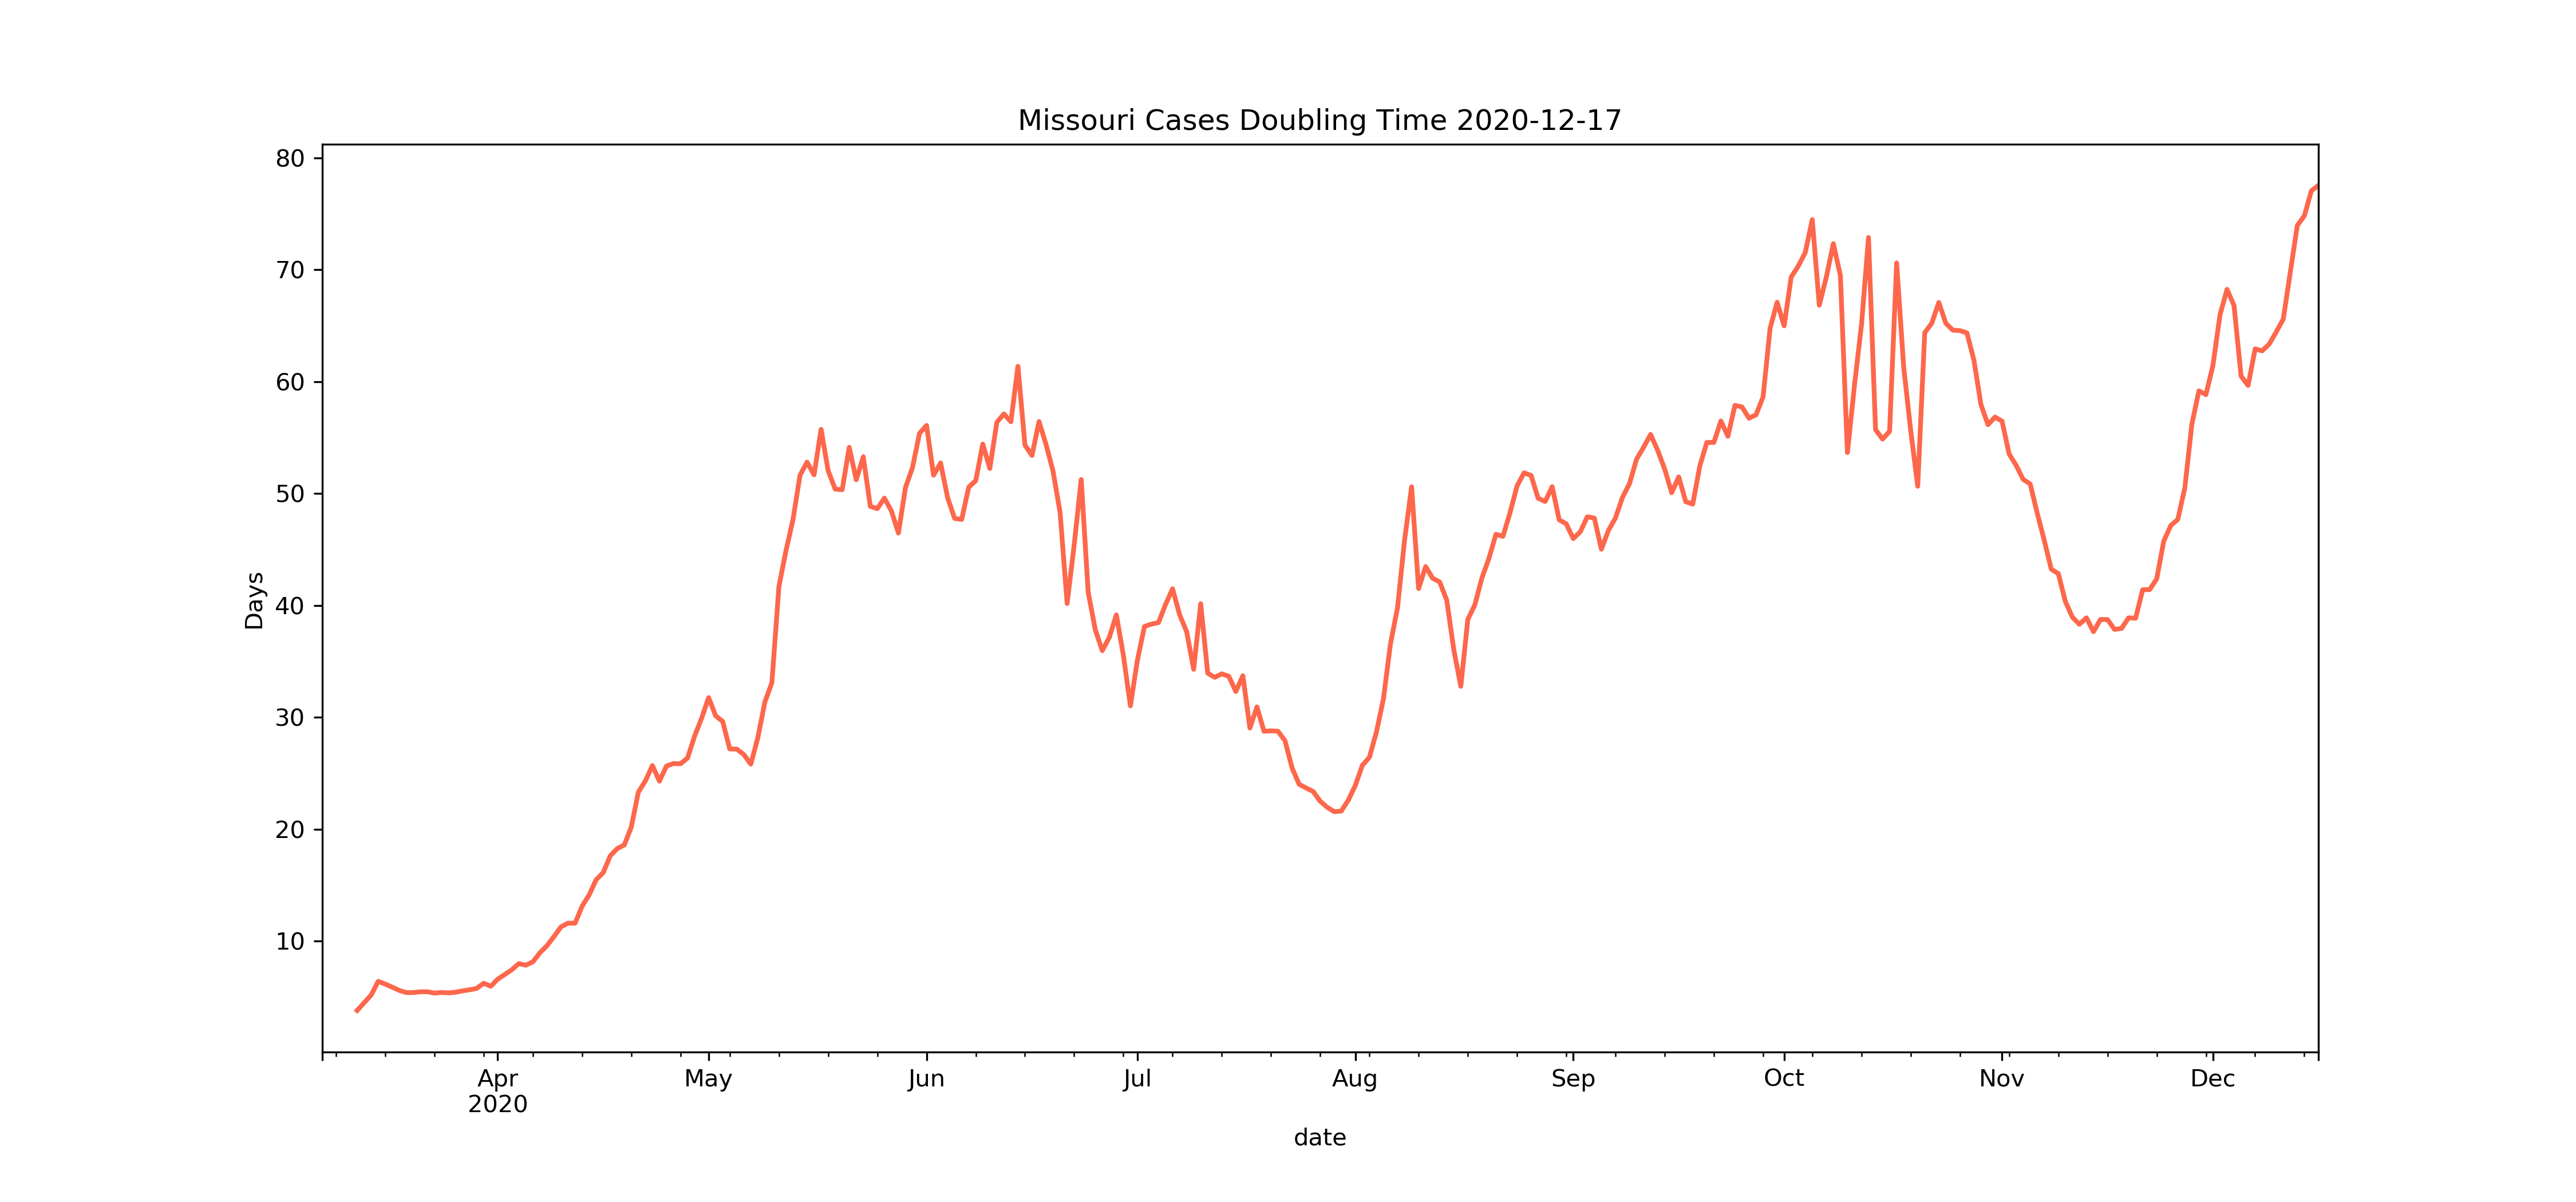 Missouri Cases Doubling Time 2020-12-17
80
70
60
50
40
30
20
10
Days
Apr May Jun Jul Aug Sep Oct Nov Dec
2020
date